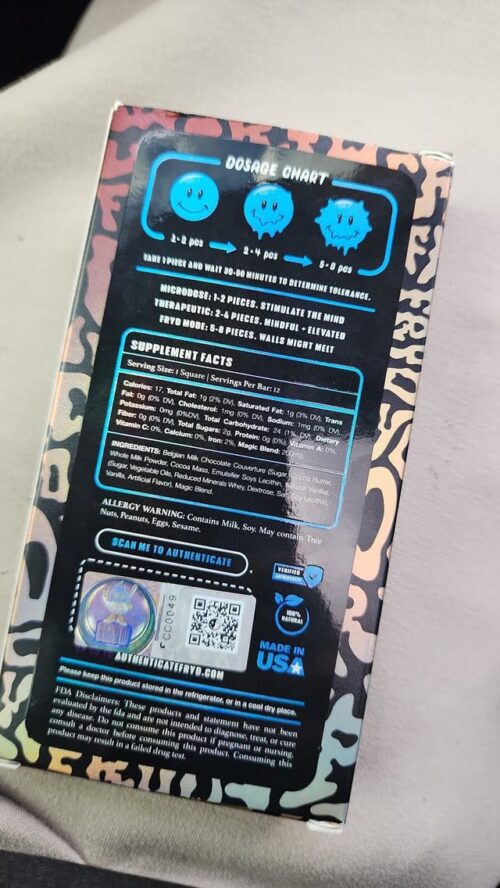 DOSAGE CHART
1-2 pcs → 2-4 pcs → 5-8 pcs
TAKE 1 PIECE AND WAIT 30-90 MINUTES TO DETERMINE TOLERANCE.
MICRODOSE: 1-2 PIECES, STIMULATE THE MIND
THERAPEUTIC: 2-4 PIECES, MINDFUL + ELEVATED
FRYD MODE: 5-8 PIECES, WALLS MIGHT MELT
SUPPLEMENT FACTS
Serving Size: 1 Square | Servings Per Bar: 12
Calories: 17, Total Fat: 1g (2% DV), Saturated Fat: 1g (3% DV), Trans
Fat: 0g (0% DV), Cholesterol: 1mg (0% DV), Sodium: 1mg (0% DV),
Potassium: 0mg (0%DV), Total Carbohydrate: 24 (1% DV), Dietary
Fiber: 0g (0% DV), Total Sugars: 2g, Protein: 0g (0%), Vitamin A: 0%,
Vitamin C: 0%, Calcium: 0%, Iron: 2%, Magic Blend: 200mg.
INGREDIENTS: Belgian Milk Chocolate Couverture (Sugar, Cocoa Butter,
Whole Milk Powder, Cocoa Mass, Emulsifier Soys Lecithin, Natural Vanilla),
(Sugar, Vegetable Oils, Reduced Minerals Whey, Dextrose, Salt, Soy Lecithin,
Vanilla, Artificial Flavor), Magic Blend.
ALLERGY WARNING: Contains Milk, Soy. May contain Tree
Nuts, Peanuts, Eggs, Sesame.
SCAN ME TO AUTHENTICATE
VERIFIED
FCC0049
100%
NATURAL
MADE IN
USA
AUTHENTICATEFRYD.COM
Please keep this product stored in the refrigerator, or in a cool dry place.
FDA Disclaimers: These products and statement have not been
evaluated by the fda and are not intended to diagnose, treat, or cure
any disease. Do not consume this product if pregnant or nursing.
consult a doctor before consuming this product. Consuming this
product may result in a failed drug test.